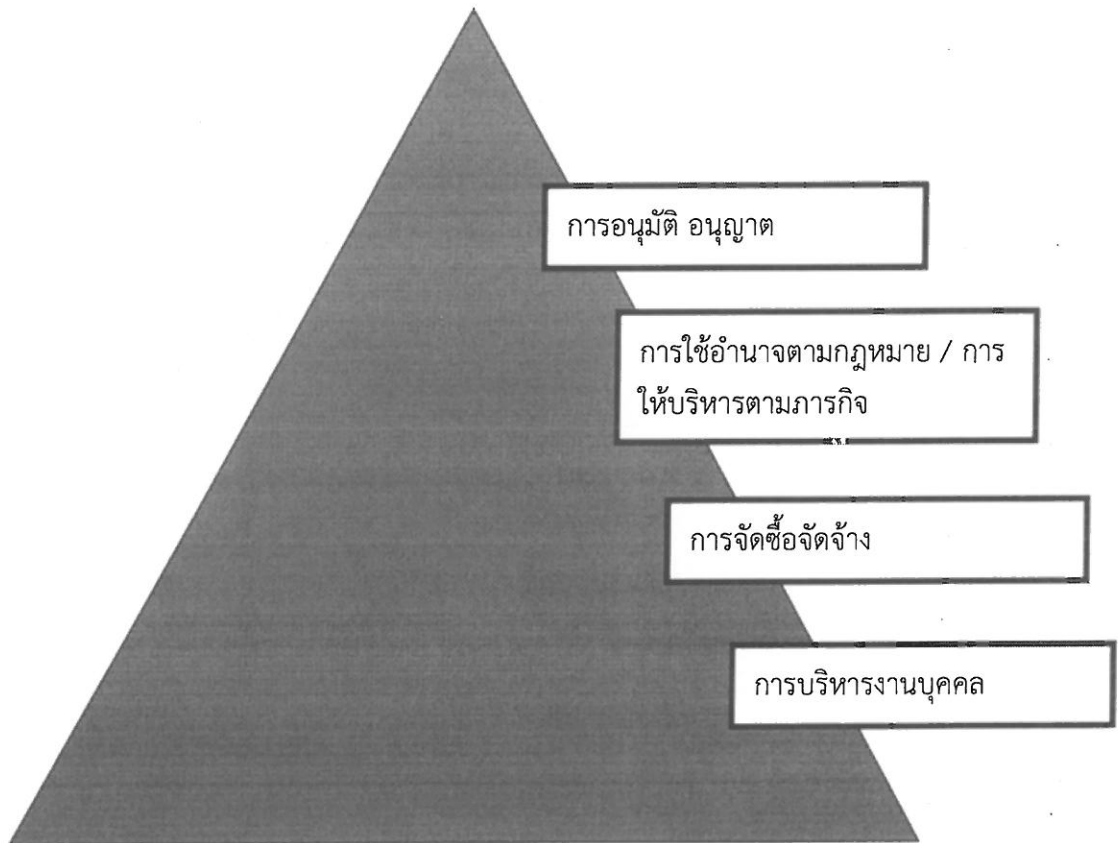 การอนุมัติ อนุญาต
การใช้อำนาจตามกฎหมาย / การ
ให้บริหารตามภารกิจ
การจัดซื้อจัดจ้าง
การบริหารงานบุคคล